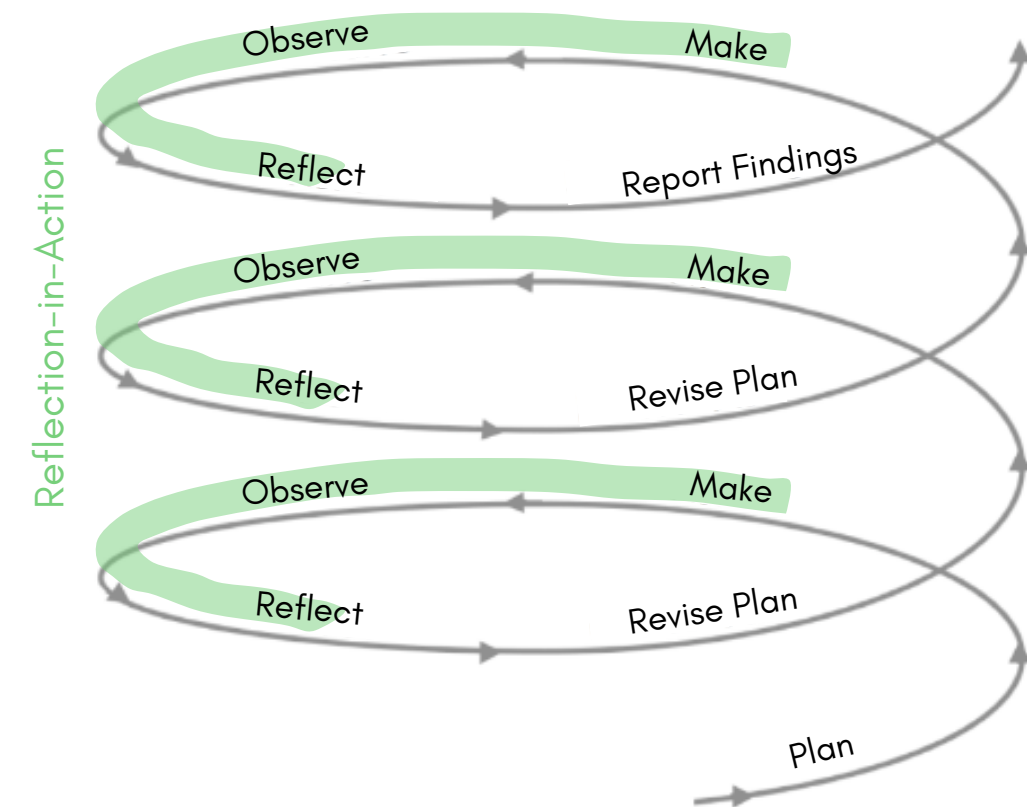 Observe
Make
Reflect
Report Findings
Reflection-in-Action
Observe
Make
Reflect
Revise Plan
Observe
Make
Reflect
Revise Plan
Plan